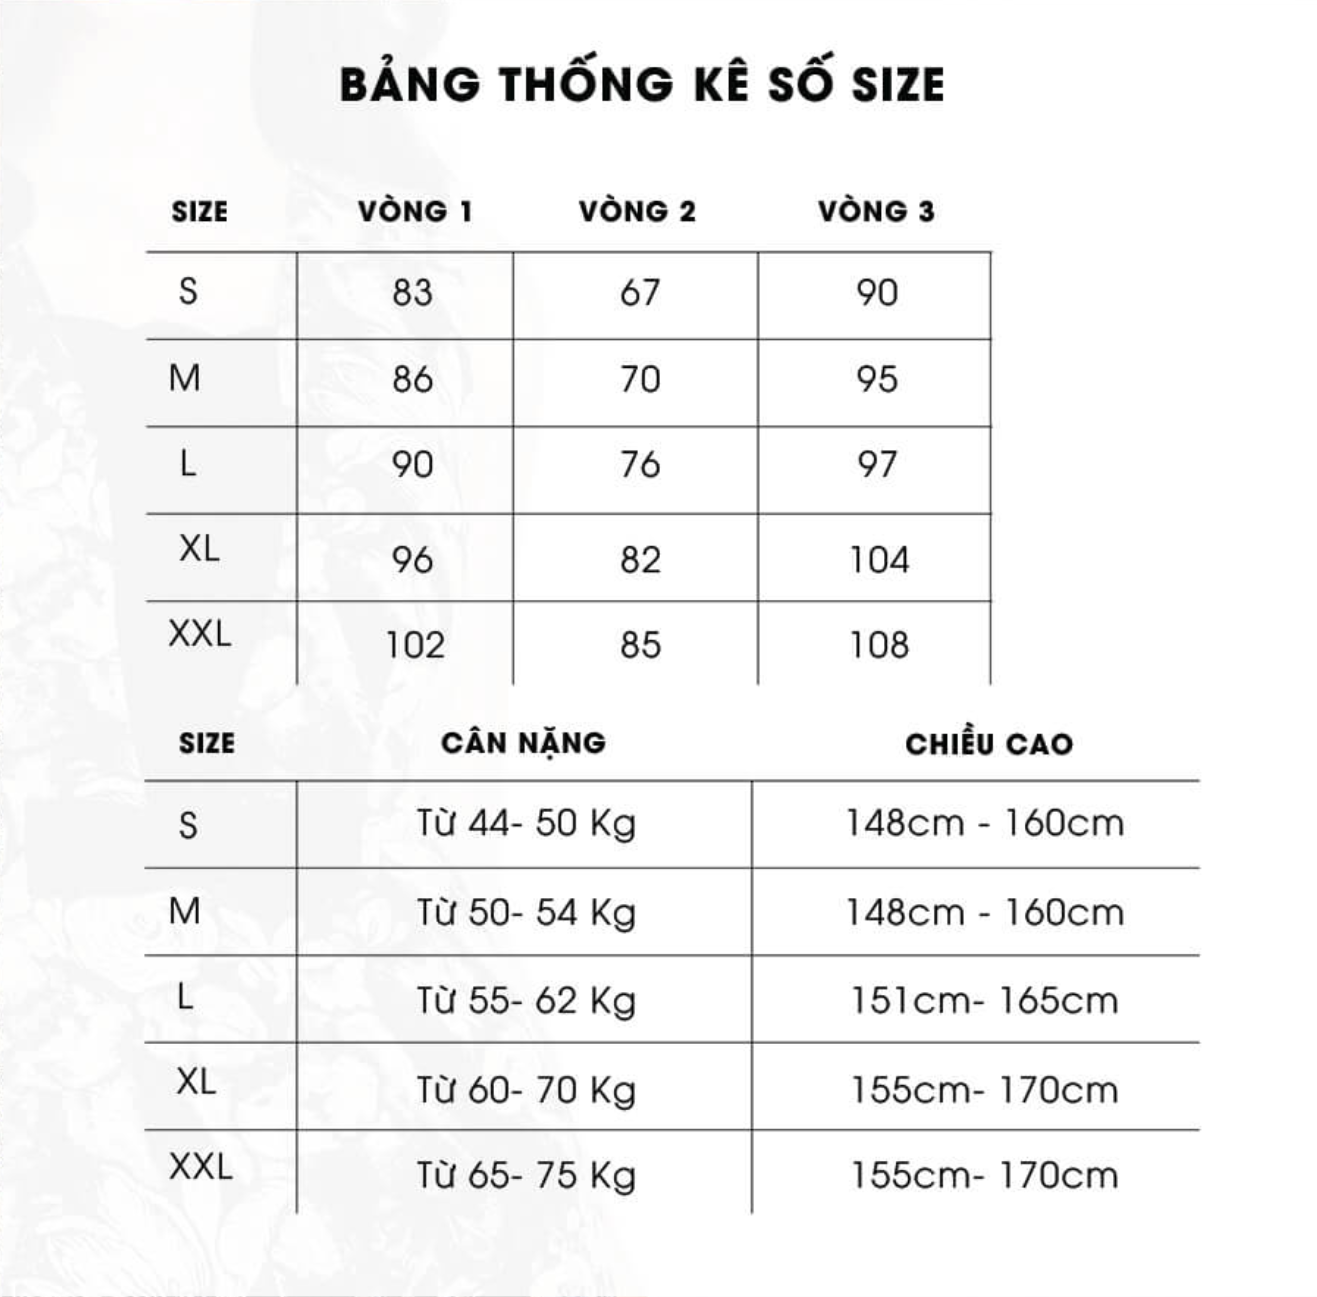 BẢNG THỐNG KÊ SỐ SIZE
SIZE VÒNG 1 VÒNG 2 VÒNG 3
S 83 67 90
M 86 70 95
L 90 76 97
XL 96 82 104
XXL 102 85 108
SIZE CÂN NẶNG CHIỀU CAO
S Từ 44- 50 Kg 148cm - 160cm
M Từ 50- 54 Kg 148cm - 160cm
L Từ 55- 62 Kg 151cm- 165cm
XL Từ 60- 70 Kg 155cm- 170cm
XXL Từ 65- 75 Kg 155cm- 170cm